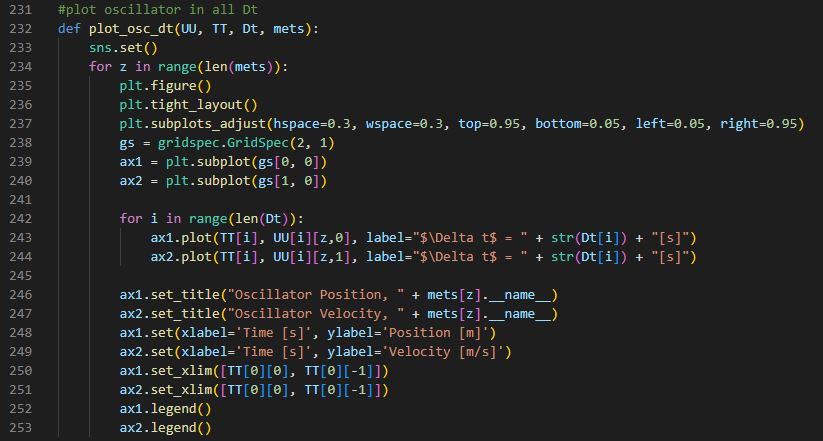 231 #plot oscillator in all Dt
232 def plot_osc_dt(UU, TT, Dt, mets):
233     sns.set()
234     for z in range(len(mets)):
235         plt.figure()
236         plt.tight_layout()
237         plt.subplots_adjust(hspace=0.3, wspace=0.3, top=0.95, bottom=0.05, left=0.05, right=0.95)
238         gs = gridspec.GridSpec(2, 1)
239         ax1 = plt.subplot(gs[0, 0])
240         ax2 = plt.subplot(gs[1, 0])
241
242         for i in range(len(Dt)):
243             ax1.plot(TT[i], UU[i][z,0], label="$\Delta t$ = " + str(Dt[i]) + "[s]")
244             ax2.plot(TT[i], UU[i][z,1], label="$\Delta t$ = " + str(Dt[i]) + "[s]")
245
246         ax1.set_title("Oscillator Position, " + mets[z].__name__)
247         ax2.set_title("Oscillator Velocity, " + mets[z].__name__)
248         ax1.set(xlabel='Time [s]', ylabel='Position [m]')
249         ax2.set(xlabel='Time [s]', ylabel='Velocity [m/s]')
250         ax1.set_xlim([TT[0][0], TT[0][-1]])
251         ax2.set_xlim([TT[0][0], TT[0][-1]])
252         ax1.legend()
253         ax2.legend()